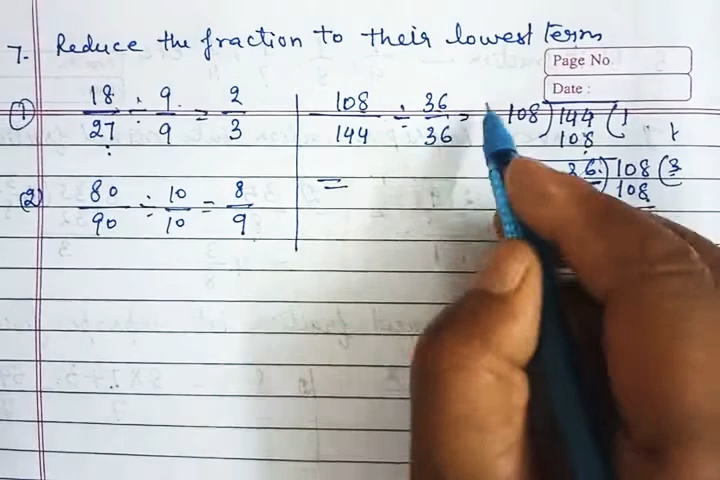 7. Reduce the fraction to their lowest term
Page No.
Date :
① 18/27 ÷ 9/9 = 2/3
② 80/90 ÷ 10/10 = 8/9
108/144 ÷ 36/36 =
=
108) 144 (1
108
36) 108 (3
108